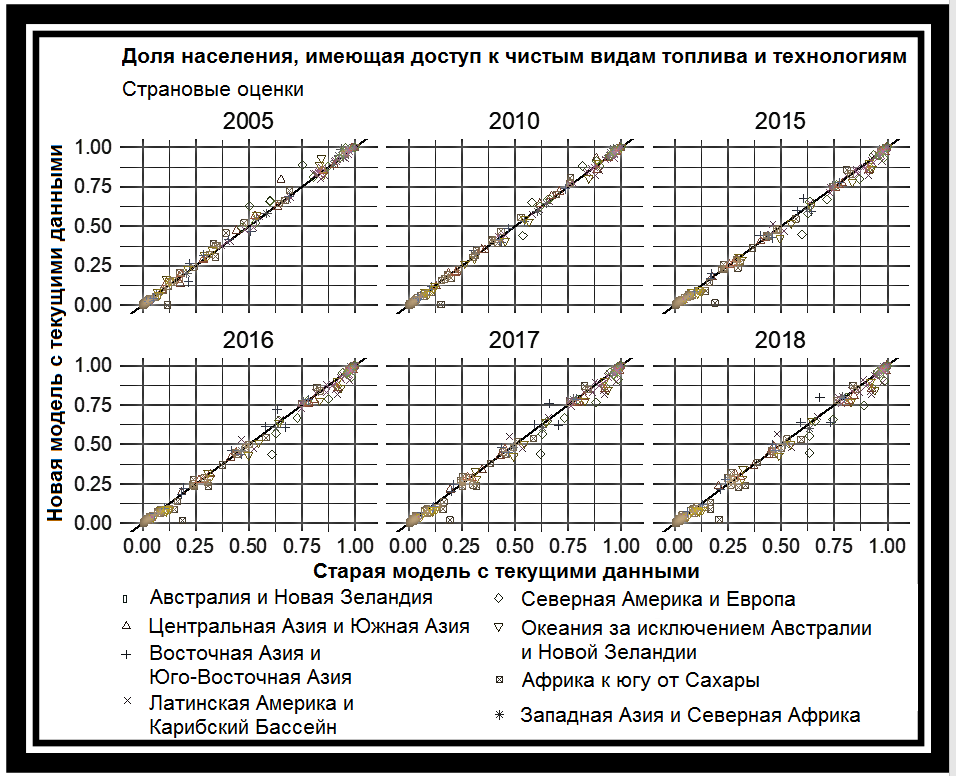 Доля населения, имеющая доступ к чистым видам топлива и технологиям
Страновые оценки
2005 2010 2015
Новая модель с текущими данными
1.00
0.75
0.50
0.25
0.00
2016 2017 2018
1.00
0.75
0.50
0.25
0.00
0.00 0.25 0.50 0.75 1.00 0.00 0.25 0.50 0.75 1.00 0.00 0.25 0.50 0.75 1.00
Старая модель с текущими данными
Австралия и Новая Зеландия
Центральная Азия и Южная Азия
Восточная Азия и
Юго-Восточная Азия
Латинская Америка и
Карибский Бассейн
Северная Америка и Европа
Океания за исключением Австралии
и Новой Зеландии
Африка к югу от Сахары
Западная Азия и Северная Африка